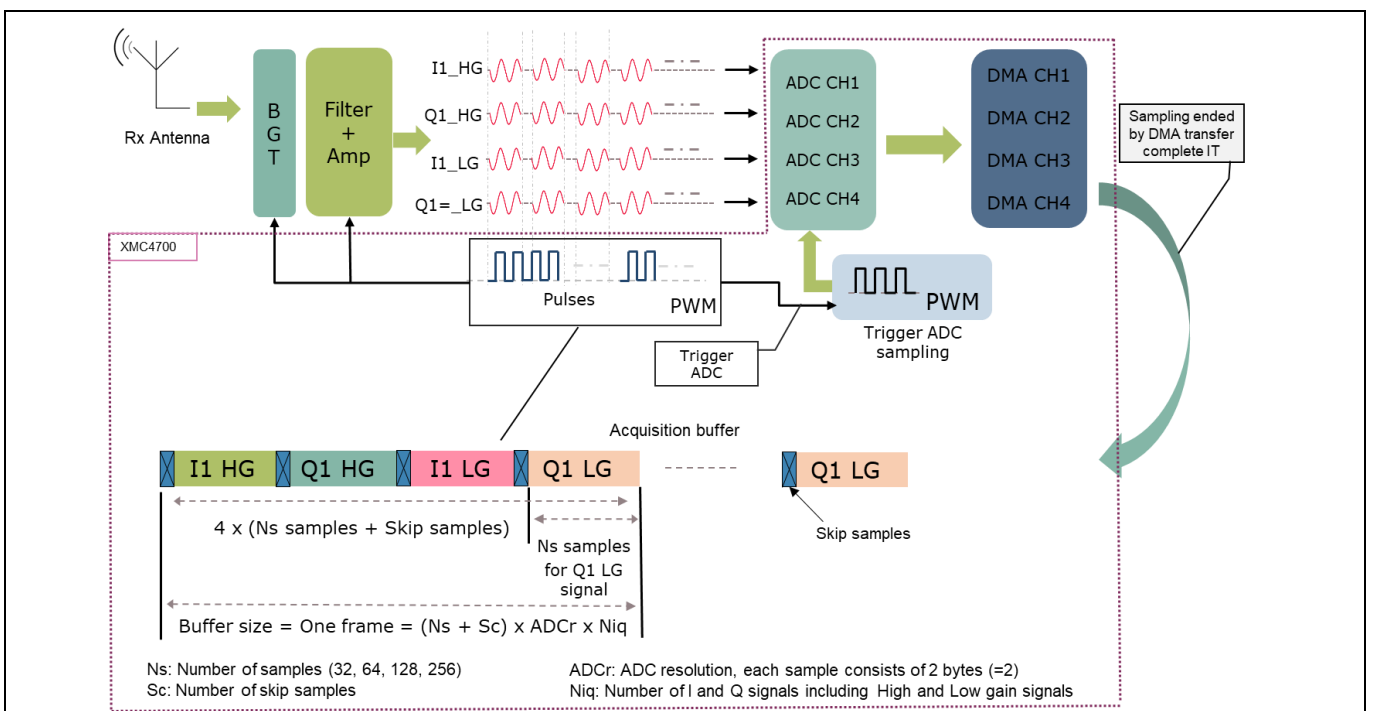 Rx Antenna
B
G
T
Filter
+
Amp
I1_HG
Q1_HG
I1_LG
Q1=_LG
ADC CH1
ADC CH2
ADC CH3
ADC CH4
DMA CH1
DMA CH2
DMA CH3
DMA CH4
Sampling ended
by DMA transfer
complete IT
XMC4700
Pulses
PWM
PWM
Trigger ADC
sampling
Trigger
ADC
Acquisition buffer
I1 HG
Q1 HG
I1 LG
Q1 LG
Q1 LG
4 x (Ns samples + Skip samples)
Skip samples
Ns samples
for Q1 LG
signal
Buffer size = One frame = (Ns + Sc) x ADCr x Niq
Ns: Number of samples (32, 64, 128, 256)
Sc: Number of skip samples
ADCr: ADC resolution, each sample consists of 2 bytes (=2)
Niq: Number of I and Q signals including High and Low gain signals